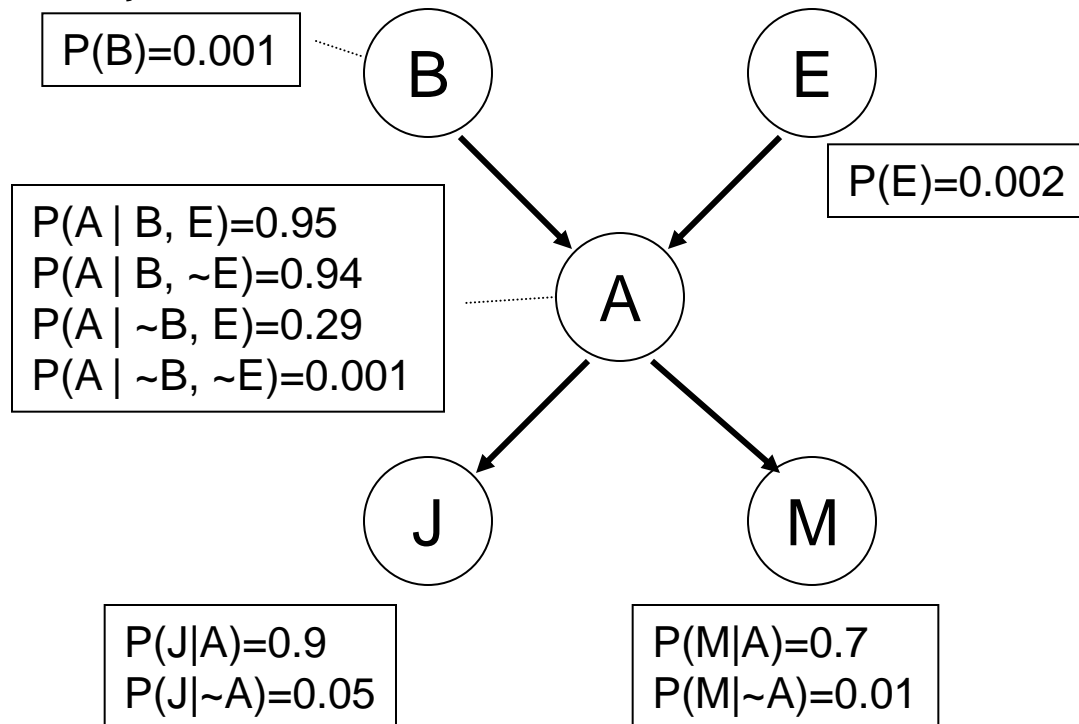 P(B)=0.001
B
E
P(E)=0.002
P(A | B, E)=0.95
P(A | B, ~E)=0.94
P(A | ~B, E)=0.29
P(A | ~B, ~E)=0.001
A
J
M
P(J|A)=0.9
P(J|~A)=0.05
P(M|A)=0.7
P(M|~A)=0.01